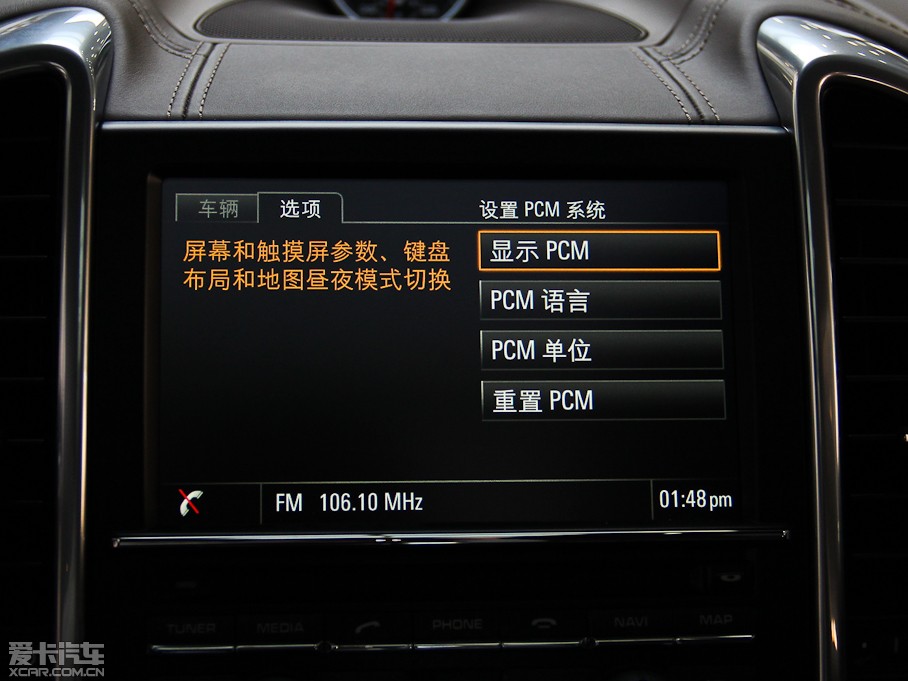 车辆
选项
设置 PCM 系统
屏幕和触摸屏参数、键盘
布局和地图昼夜模式切换
显示 PCM
PCM 语言
PCM 单位
重置 PCM
FM 106.10 MHz
01:48 pm
TUNER
MEDIA
PHONE
NAVI
MAP
爱卡汽车
XCAR.COM.CN